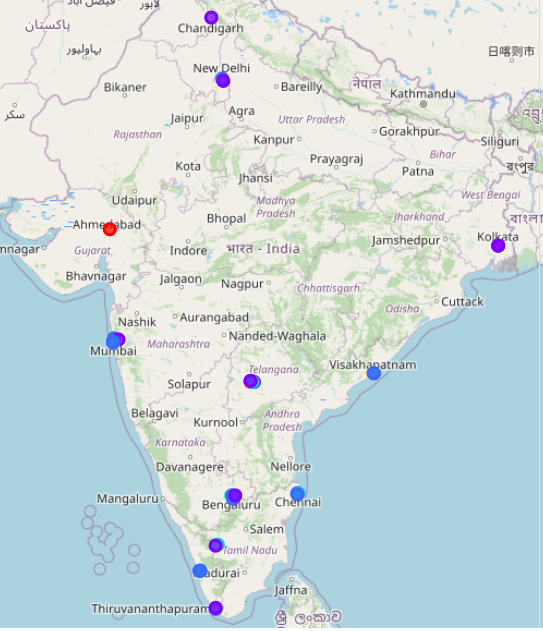 لاہور
Chandigarh
پاکستان
بہاولپور
New Delhi
日喀则市
Bareilly
नेपाल
Bikaner
Kathmandu
سکر
Agra
Jaipur
Uttar Pradesh
Gorakhpur
Rajasthan
Kanpur
Siliguri
Bihar
Kota
Prayagraj
Patna
রংপুর
Jhansi
Udaipur
Madhya
Pradesh
West Bengal
Ahmedabad
Bhopal
Jharkhand
Jamshedpur
Kolkata
mnagar
Gujarat
Indore
भारत - India
Bhavnagar
Jalgaon
Nagpur
Chhattisgarh
Cuttack
Odisha
Nashik
Aurangabad
Nanded-Waghala
Mumbai
Maharashtra
Visakhapatnam
Telangana
Solapur
Belagavi
Kurnool
Andhra
Pradesh
Karnataka
Davanagere
Nellore
Mangaluru
Bengaluru
Chennai
Salem
Tamil Nadu
adurai
Jaffna
Thiruvananthapuram
ශ්‍රී ලංකාව